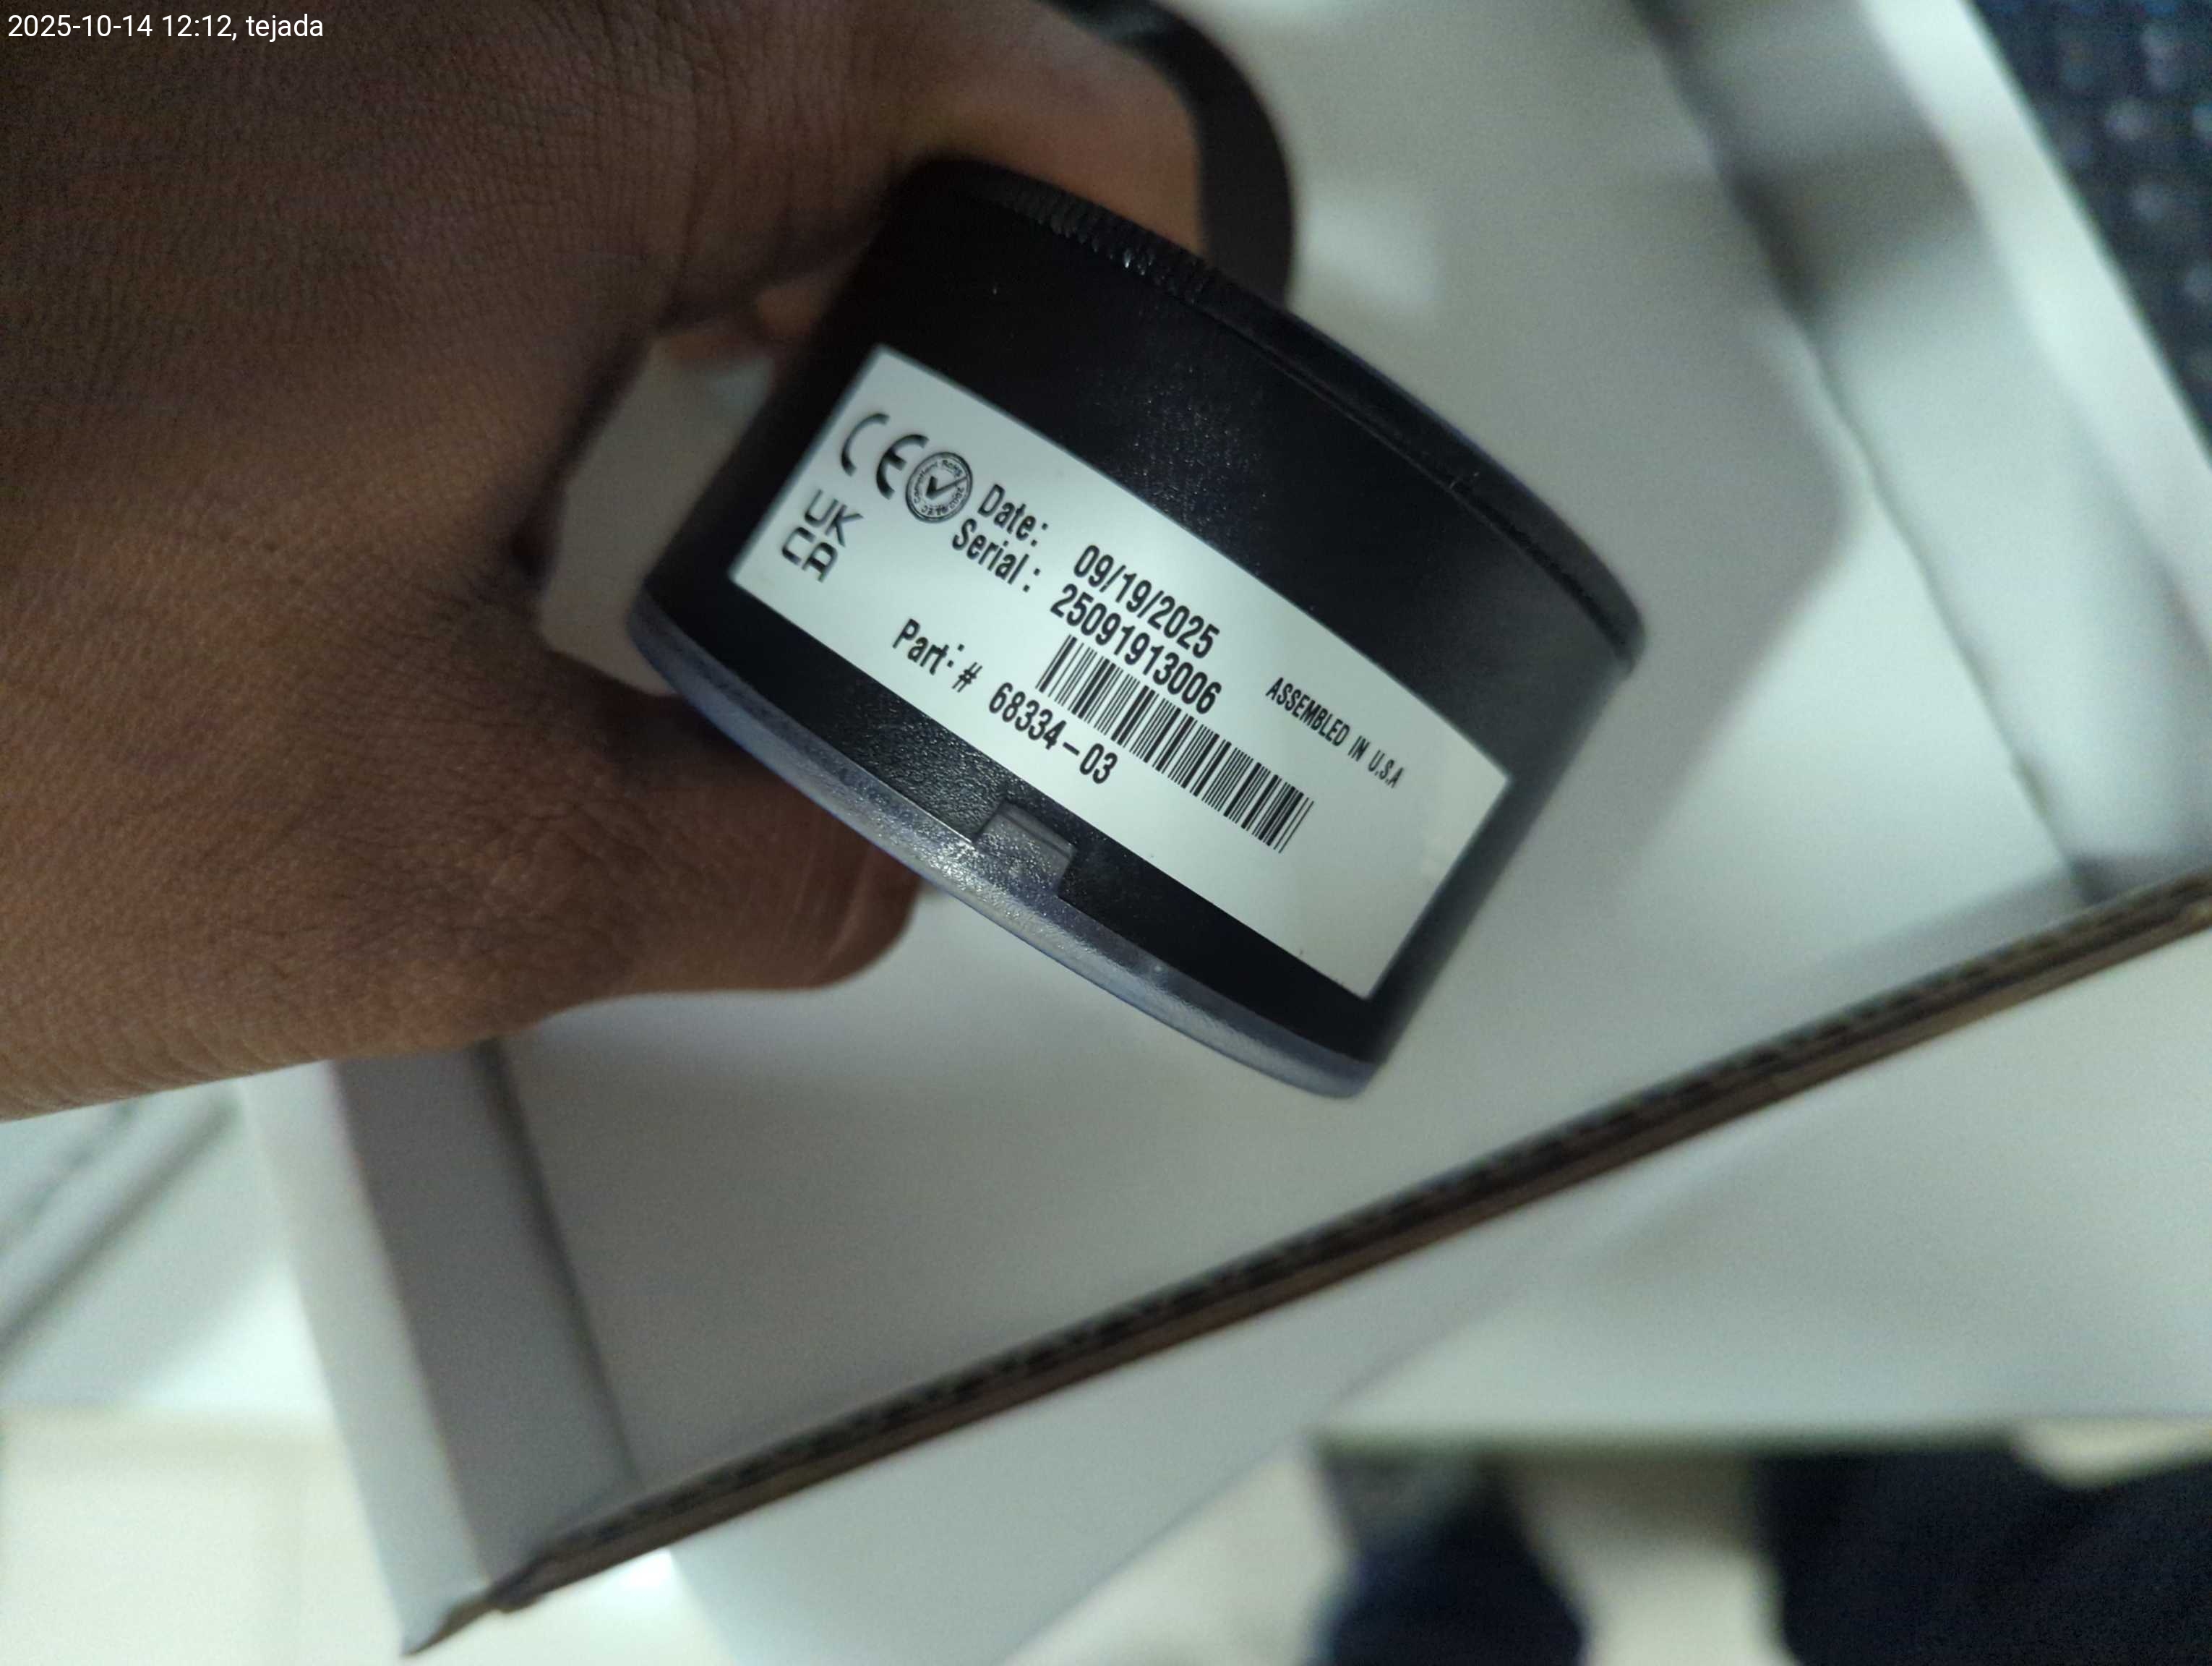 2025-10-14 12:12, tejada
CE
UK
CA
Date: 09/19/2025
Serial: 25091913006
Part: # 68334-03
ASSEMBLED IN U.S.A